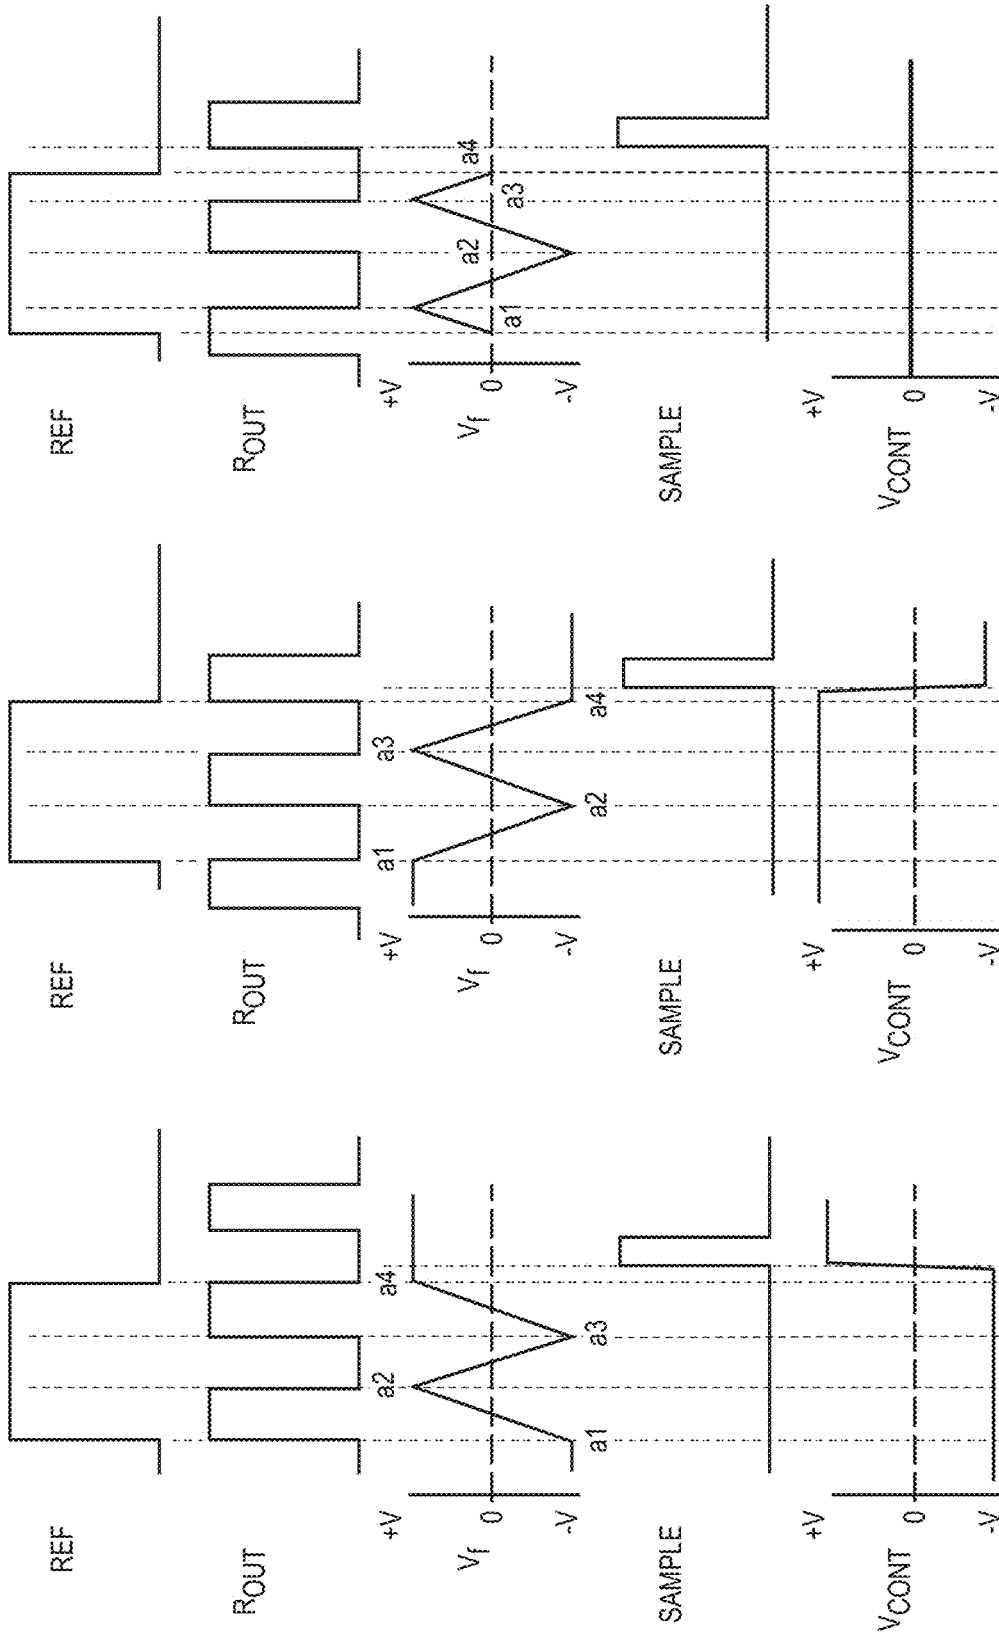 REF
ROUT
+V a2 a4
Vf 0
-V
a1 a3
SAMPLE
+V
VCONT 0
-V
REF
ROUT
+V a1 a3
Vf 0
-V
a2 a4
SAMPLE
+V
VCONT 0
-V
REF
ROUT
+V
Vf 0 a2 a4
a1 a3
-V
SAMPLE
+V
VCONT 0
-V